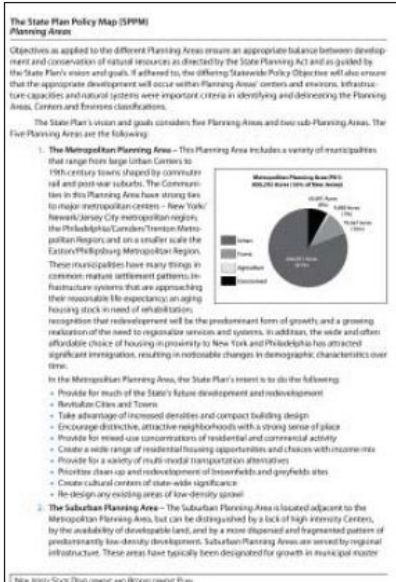 The State Plan Policy Map (SPPM)
Planning Areas
Objectives as applied to the different Planning Areas ensure an appropriate balance between develop-
ment and conservation of natural resources as directed by the State Planning Act and as guided by
the State Plan's vision and goals. If adhered to, the differing Statewide Policy Objective will also ensure
that the appropriate development will occur within Planning Areas' centers and environs. Infrastruc-
ture capacities and natural systems were important criteria in identifying and delineating the Planning
Areas, Centers and Environs classifications.
The State Plan's vision and goals considers five Planning Areas and two sub-Planning Areas. The
Five Planning Areas are the following:
1. The Metropolitan Planning Area – This Planning Area includes a variety of municipalities
that range from large Urban Centers to
19th century towns shaped by commuter
rail and post-war suburbs. The Communi-
ties in this Planning Area have strong ties
to major metropolitan centers – New York/
Newark/Jersey City metropolitan region;
the Philadelphia/Camden/Trenton Metro-
politan Region; and on a smaller scale the
Easton/Phillipsburg Metropolitan Region.
Metropolitan Planning Area (PA1)
Urban
Forest
Agricultural
These municipalities have many things in
common: mature settlement patterns; in-
frastructure systems that are approaching
their reasonable life expectancy; an aging
housing stock in need of rehabilitation;
recognition that redevelopment will be the predominant form of growth; and a growing
realization of the need to regionalize services and systems. In addition, the wide and often
affordable choice of housing in proximity to New York and Philadelphia has attracted
significant immigration, resulting in noticeable changes in demographic characteristics over
time.
In the Metropolitan Planning Area, the State Plan's intent is to do the following:
• Provide for much of the State's future development and redevelopment
• Revitalize Cities and Towns
• Take advantage of increased densities and compact building design
• Encourage distinctive, attractive neighborhoods with a strong sense of place
• Provide for mixed-use concentrations of residential and commercial activity
• Create a wide range of residential housing opportunities and choices with income mix
• Provide for a variety of multi-modal transportation alternatives
• Prioritize clean-up and redevelopment of brownfields and greyfields sites
• Create cultural centers of state-wide significance
• Re-design any existing areas of low-density sprawl
2. The Suburban Planning Area – The Suburban Planning Area is located adjacent to the
Metropolitan Planning Area, but can be distinguished by a lack of high intensity Centers,
by the availability of developable land, and by a more dispersed and fragmented pattern of
predominantly low-density development. Suburban Planning Areas are served by regional
infrastructure. These areas have typically been designated for growth in municipal master
New Jersey State Development and Redevelopment Plan